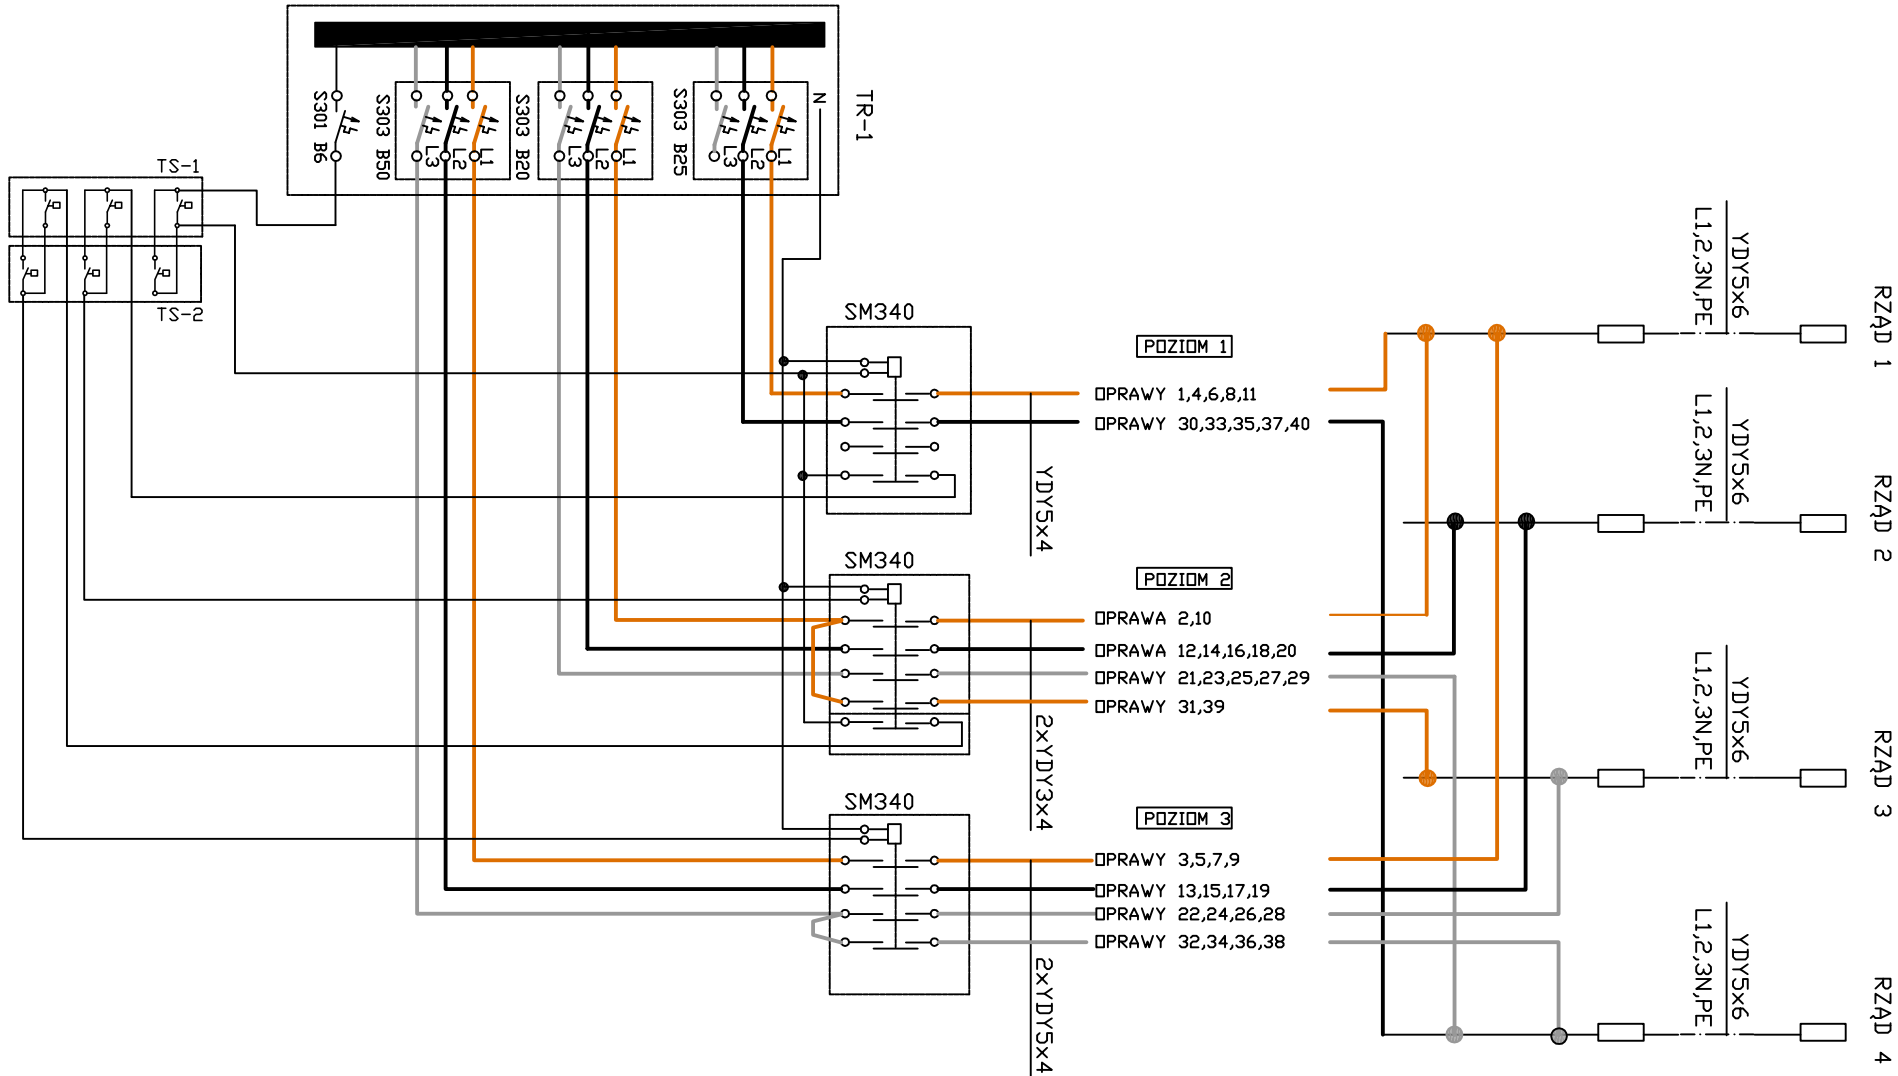 TR-1
N
S301 B6
S303 B50
L1
L2
L3
S303 B20
L1
L2
L3
S303 B25
L1
L2
L3
TS-1
TS-2
SM340
POZIOM 1
OPRAWY 1,4,6,8,11
OPRAWY 30,33,35,37,40
YDY5x4
SM340
POZIOM 2
OPRAWA 2,10
OPRAWA 12,14,16,18,20
OPRAWY 21,23,25,27,29
OPRAWY 31,39
2xYDY3x4
SM340
POZIOM 3
OPRAWY 3,5,7,9
OPRAWY 13,15,17,19
OPRAWY 22,24,26,28
OPRAWY 32,34,36,38
2xYDY5x4
RZĄD 1
YDY5x6
L1,2,3N,PE
RZĄD 2
YDY5x6
L1,2,3N,PE
RZĄD 3
YDY5x6
L1,2,3N,PE
RZĄD 4
YDY5x6
L1,2,3N,PE